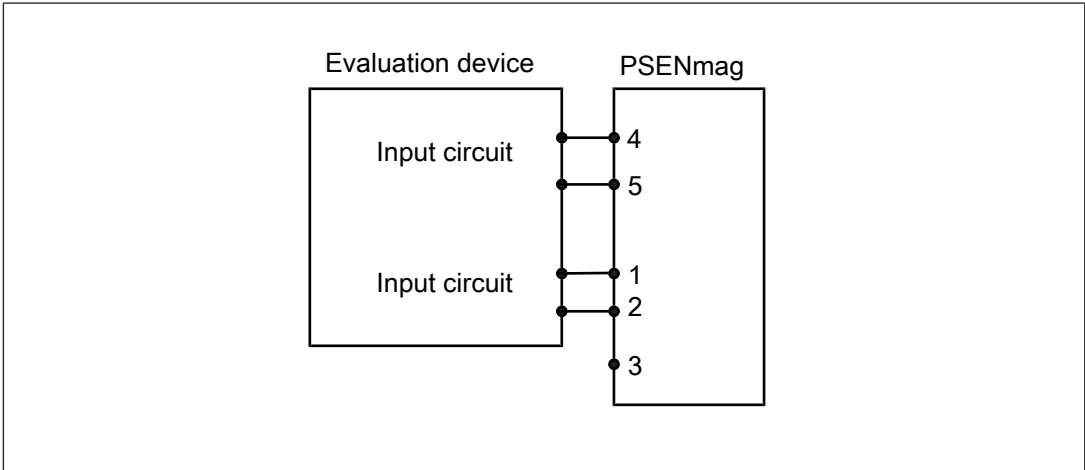 Evaluation device
PSENmag
Input circuit
4
5
Input circuit
1
2
3